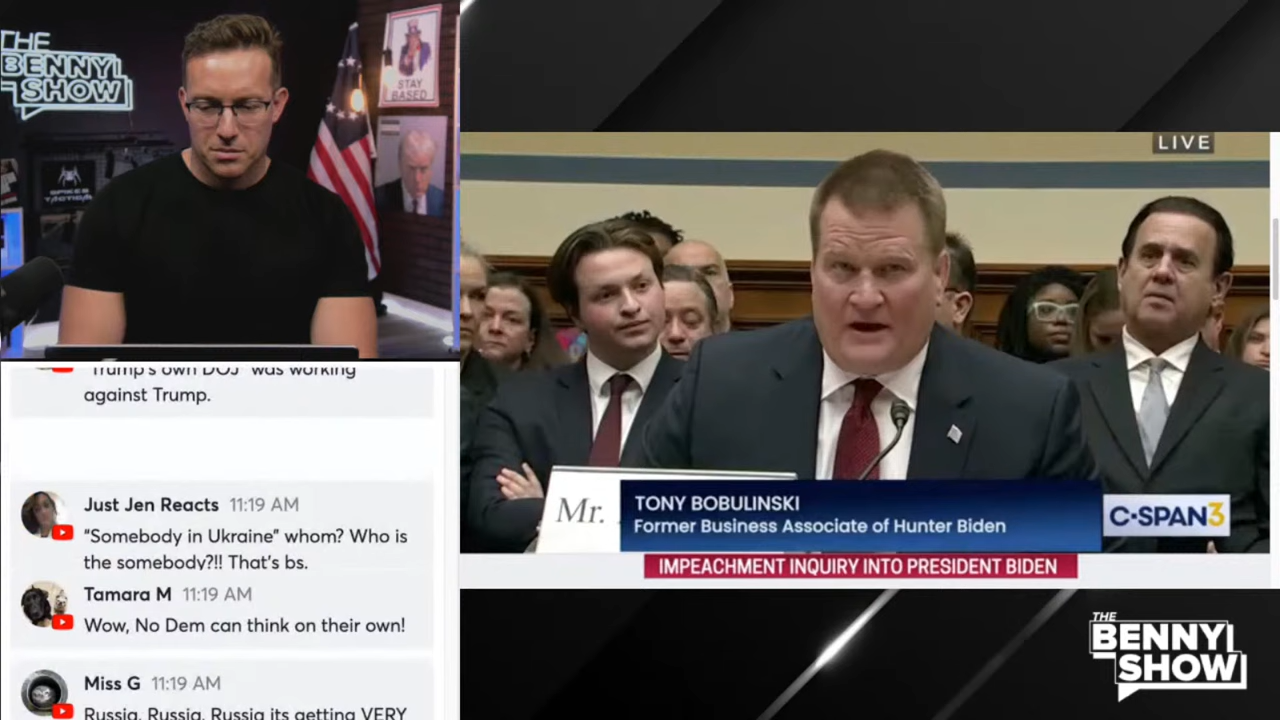 THE
BENNY
SHOW
STAY
BASED
"Trump's own DOJ" was working
against Trump.
Just Jen Reacts 11:19 AM
“Somebody in Ukraine” whom? Who is
the somebody?!! That’s bs.
Tamara M 11:19 AM
Wow, No Dem can think on their own!
Miss G 11:19 AM
Russia, Russia, Russia its getting VERY
LIVE
Mr.
TONY BOBULINSKI
Former Business Associate of Hunter Biden
C·SPAN3
IMPEACHMENT INQUIRY INTO PRESIDENT BIDEN
THE
BENNY
SHOW